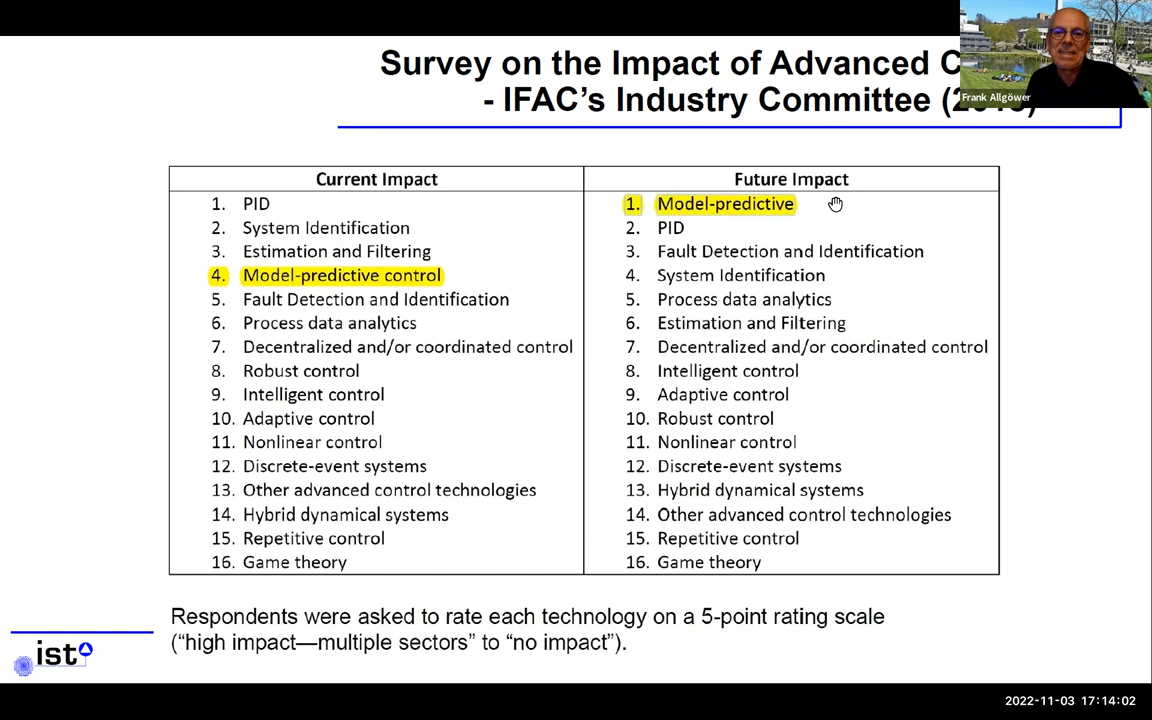 Survey on the Impact of Advanced C
- IFAC's Industry Committee (2
Frank Allgöwer
Current Impact
1. PID
2. System Identification
3. Estimation and Filtering
4. Model-predictive control
5. Fault Detection and Identification
6. Process data analytics
7. Decentralized and/or coordinated control
8. Robust control
9. Intelligent control
10. Adaptive control
11. Nonlinear control
12. Discrete-event systems
13. Other advanced control technologies
14. Hybrid dynamical systems
15. Repetitive control
16. Game theory
Future Impact
1. Model-predictive
2. PID
3. Fault Detection and Identification
4. System Identification
5. Process data analytics
6. Estimation and Filtering
7. Decentralized and/or coordinated control
8. Intelligent control
9. Adaptive control
10. Robust control
11. Nonlinear control
12. Discrete-event systems
13. Hybrid dynamical systems
14. Other advanced control technologies
15. Repetitive control
16. Game theory
Respondents were asked to rate each technology on a 5-point rating scale
(“high impact—multiple sectors” to “no impact”).
ist
2022-11-03 17:14:02